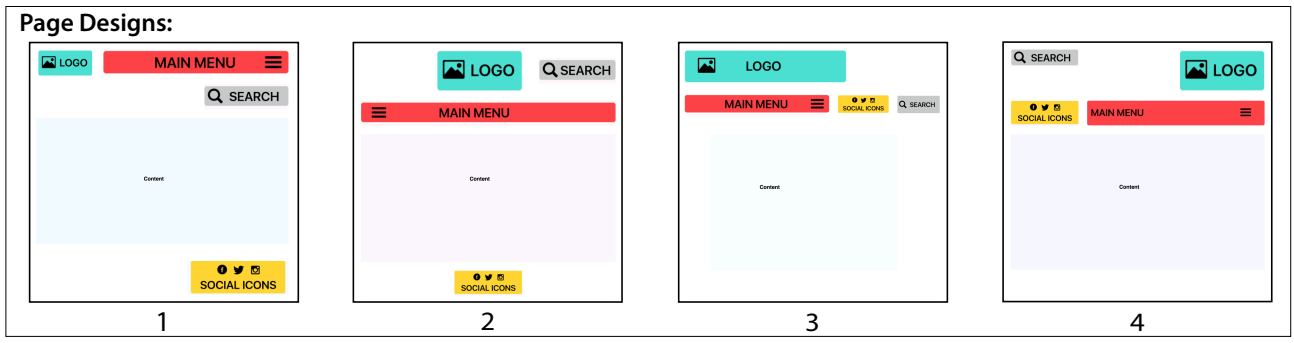 Page Designs:
LOGO
MAIN MENU
SEARCH
Content
SOCIAL ICONS
1
LOGO
SEARCH
MAIN MENU
Content
SOCIAL ICONS
2
LOGO
MAIN MENU
SOCIAL ICONS
SEARCH
Content
3
SEARCH
LOGO
SOCIAL ICONS
MAIN MENU
Content
4